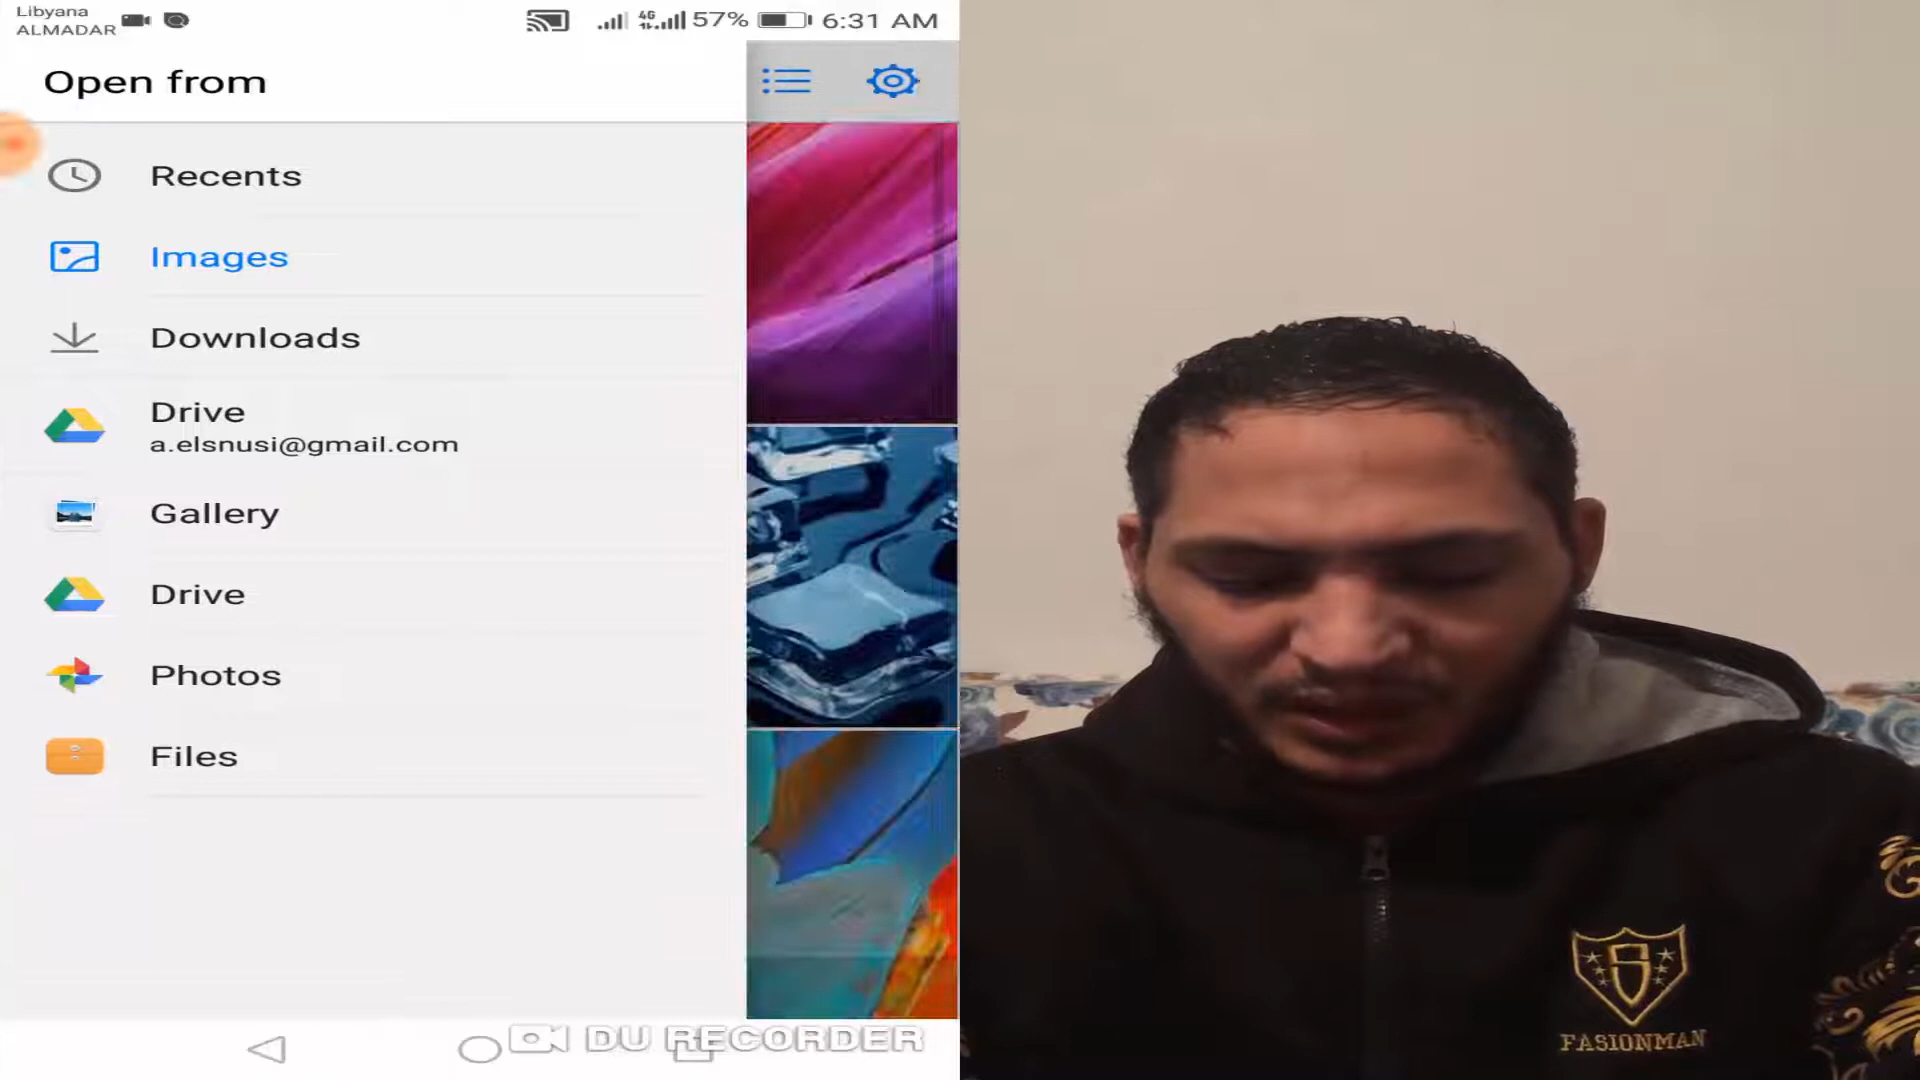 Libyana
ALMADAR
4G
57%
6:31 AM
Open from
Recents
Images
Downloads
Drive
a.elsnusi@gmail.com
Gallery
Drive
Photos
Files
DU RECORDER
S
FASIONMAN